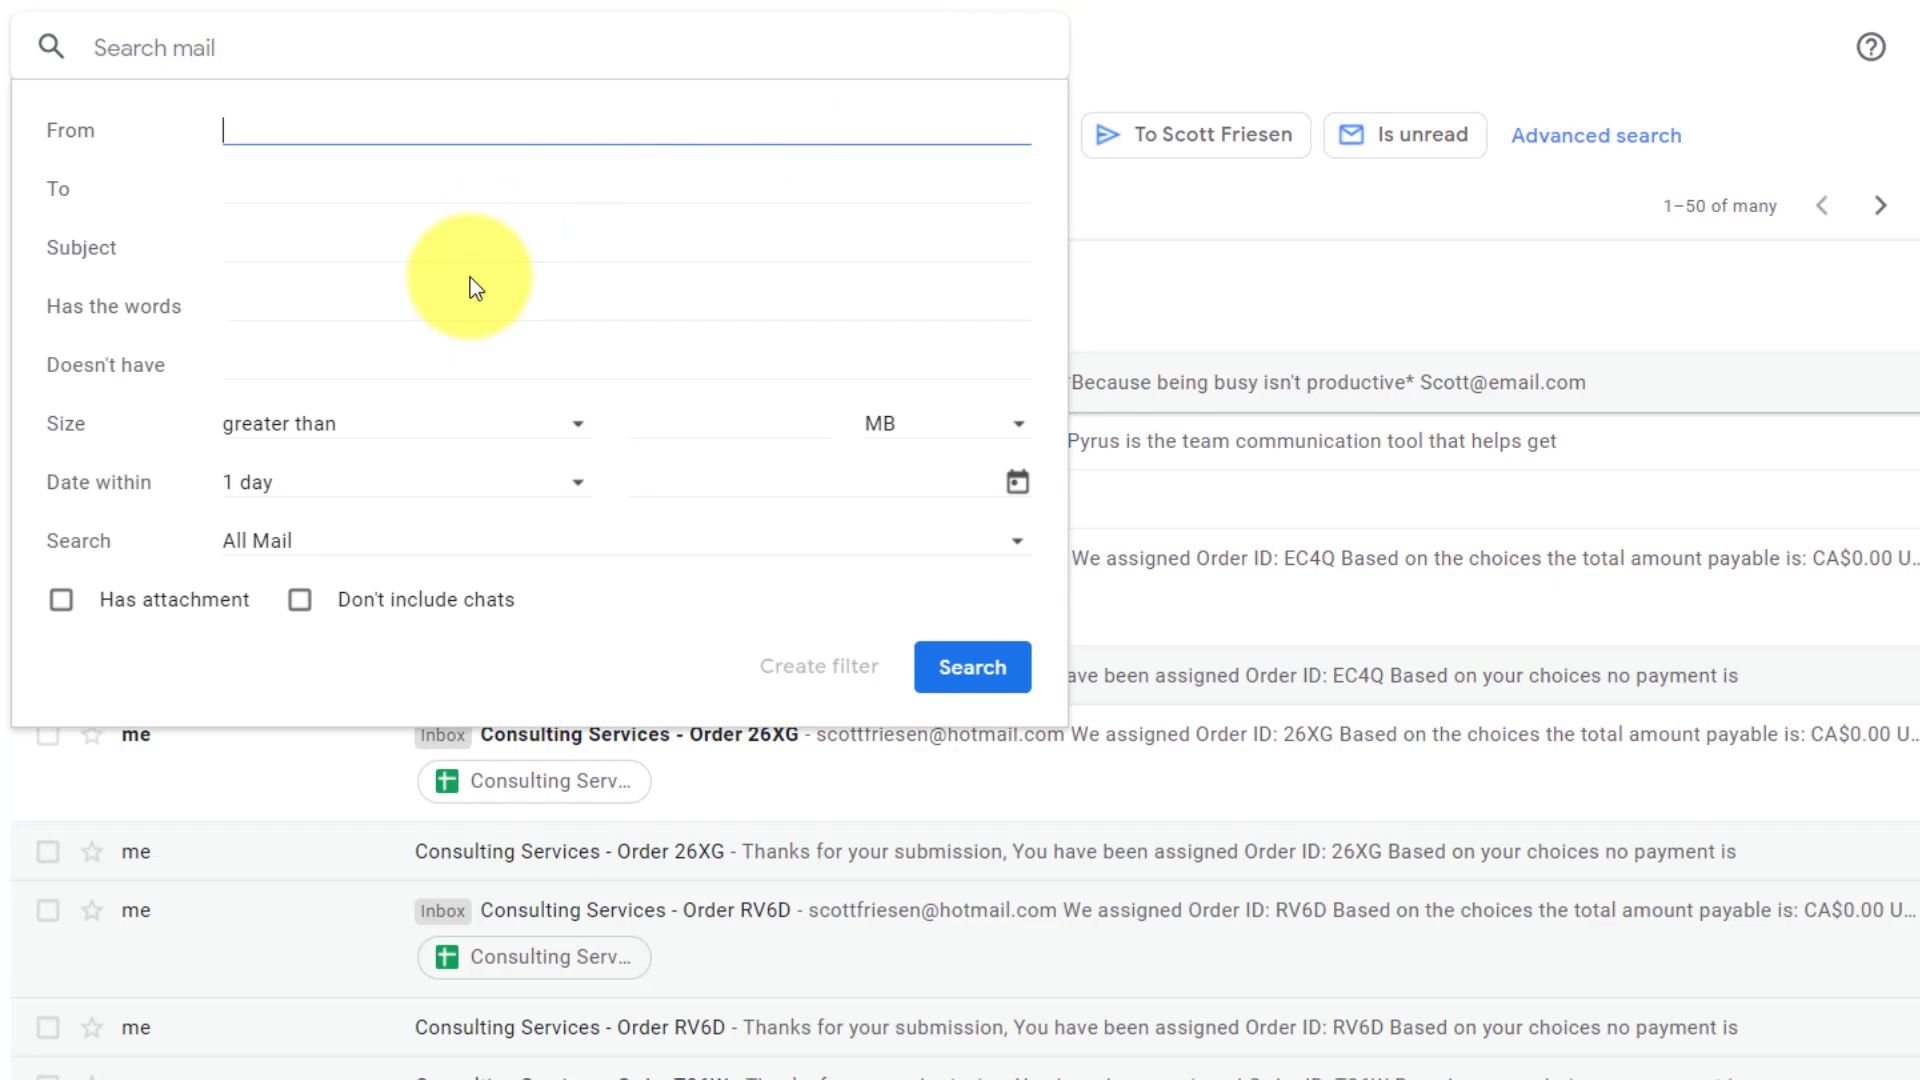 Search mail
From
To
Subject
Has the words
Doesn't have
Size greater than MB
Date within 1 day
Search All Mail
Has attachment Don't include chats
Create filter Search
To Scott Friesen Is unread Advanced search
1–50 of many
*Because being busy isn't productive* Scott@email.com
Pyrus is the team communication tool that helps get
We assigned Order ID: EC4Q Based on the choices the total amount payable is: CA$0.00 U...
ave been assigned Order ID: EC4Q Based on your choices no payment is
me Inbox Consulting Services - Order 26XG - scottfriesen@hotmail.com We assigned Order ID: 26XG Based on the choices the total amount payable is: CA$0.00 U...
Consulting Serv...
me Consulting Services - Order 26XG - Thanks for your submission, You have been assigned Order ID: 26XG Based on your choices no payment is
me Inbox Consulting Services - Order RV6D - scottfriesen@hotmail.com We assigned Order ID: RV6D Based on the choices the total amount payable is: CA$0.00 U...
Consulting Serv...
me Consulting Services - Order RV6D - Thanks for your submission, You have been assigned Order ID: RV6D Based on your choices no payment is